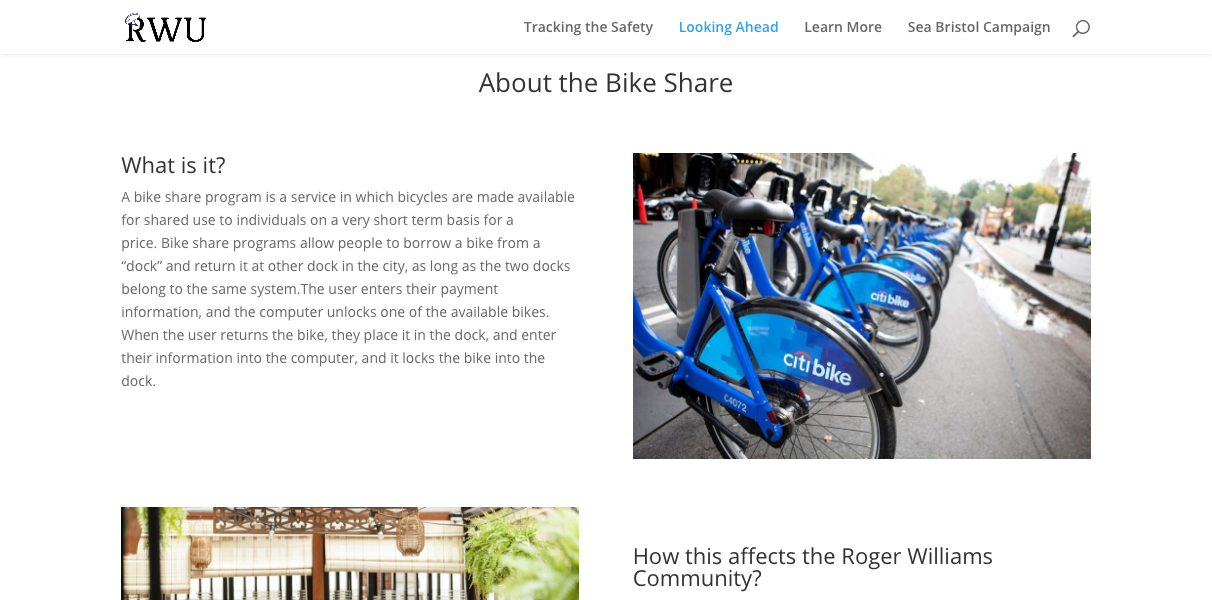 RWU
Tracking the Safety
Looking Ahead
Learn More
Sea Bristol Campaign
About the Bike Share
What is it?
A bike share program is a service in which bicycles are made available
for shared use to individuals on a very short term basis for a
price. Bike share programs allow people to borrow a bike from a
“dock” and return it at other dock in the city, as long as the two docks
belong to the same system.The user enters their payment
information, and the computer unlocks one of the available bikes.
When the user returns the bike, they place it in the dock, and enter
their information into the computer, and it locks the bike into the
dock.
citi bike
citi bike
C4072
How this affects the Roger Williams
Community?